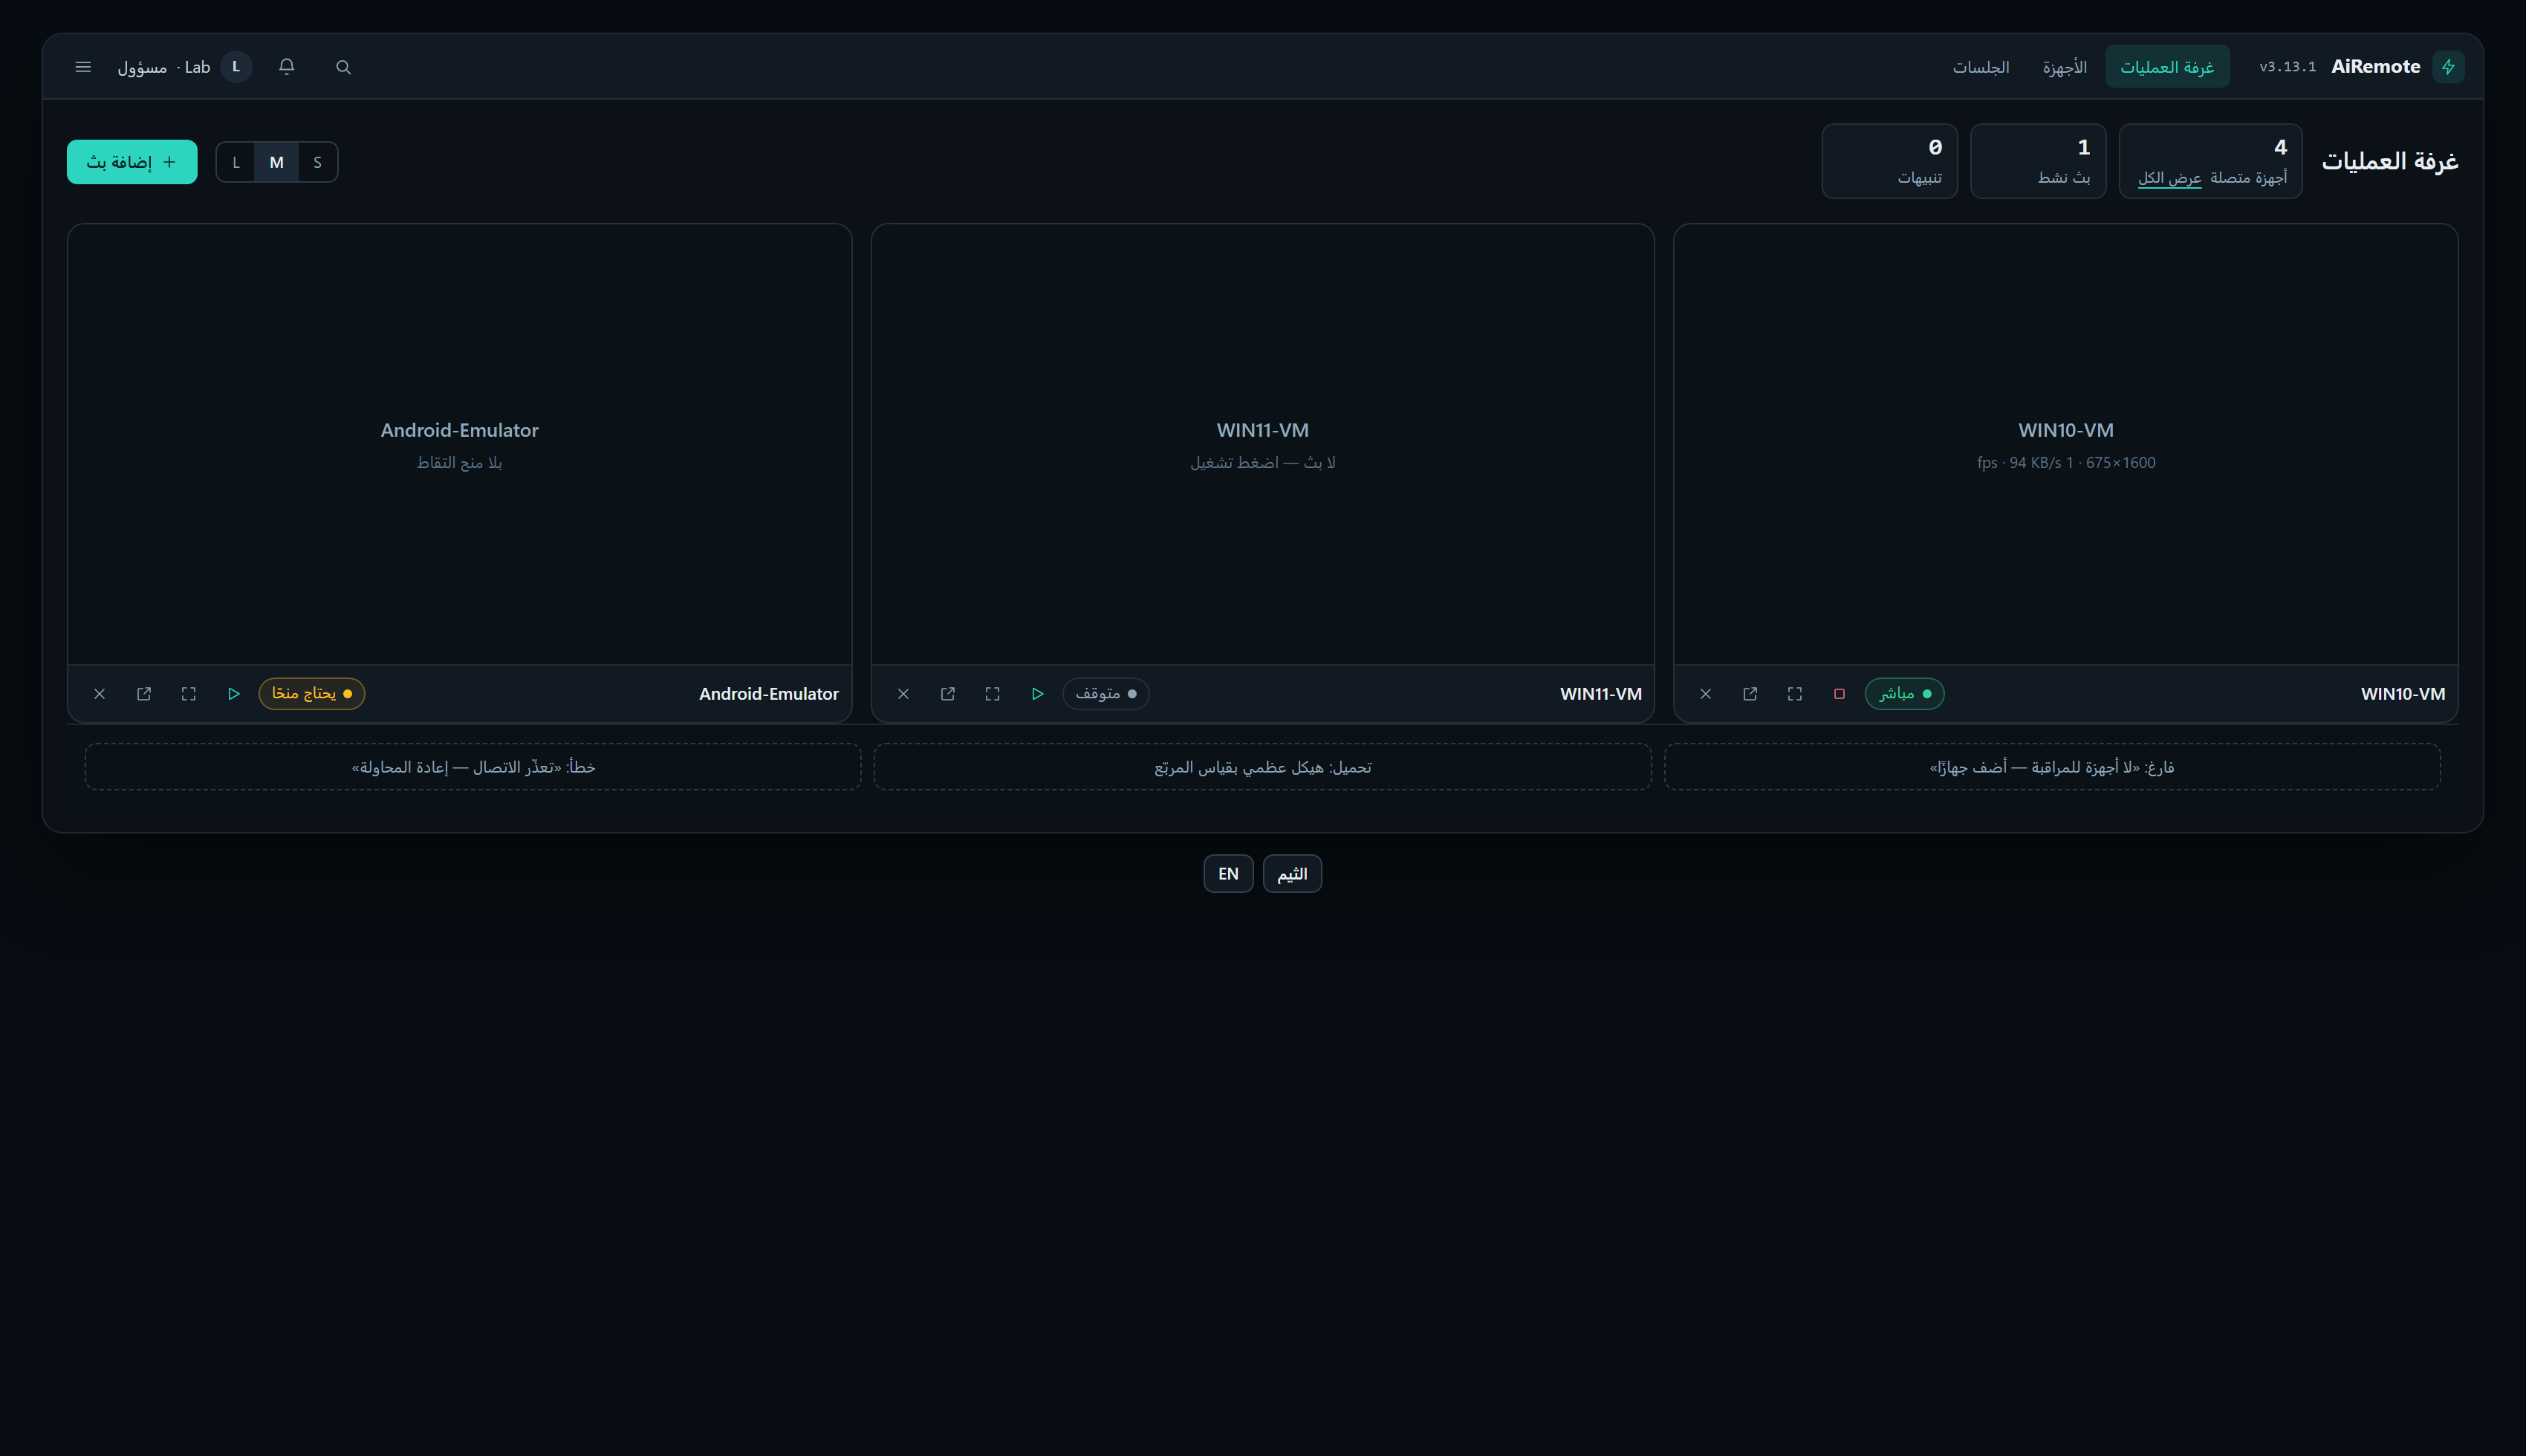 AiRemote v3.13.1 غرفة العمليات الأجهزة الجلسات
L Lab · مسؤول
غرفة العمليات
4
أجهزة متصلة عرض الكل
1
بث نشط
0
تنبيهات
S M L
إضافة بث
WIN10-VM
fps · 94 KB/s 1 · 675×1600
WIN10-VM
مباشر
WIN11-VM
لا بث — اضغط تشغيل
WIN11-VM
متوقف
Android-Emulator
بلا منح التقاط
Android-Emulator
يحتاج منحًا
فارغ: «لا أجهزة للمراقبة — أضف جهازًا»
تحميل: هيكل عظمي بقياس المربّع
خطأ: «تعذّر الاتصال — إعادة المحاولة»
الثيم
EN